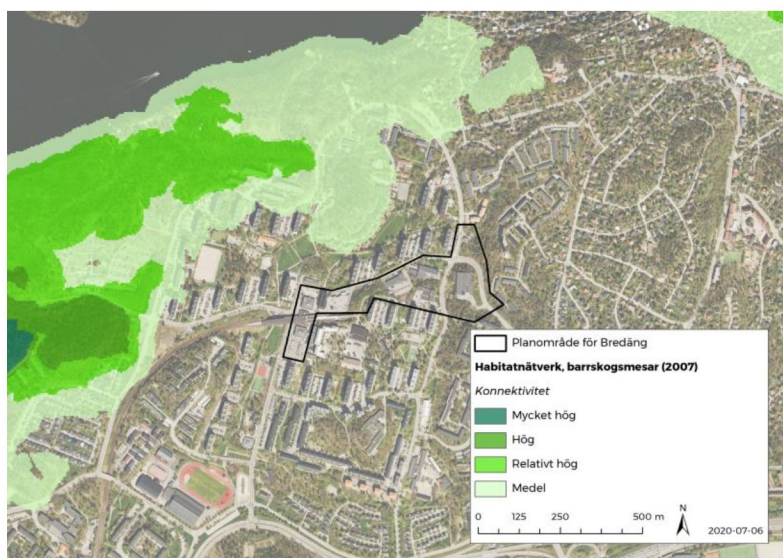 Planområde för Bredäng
Habitatnätverk, barrskogsmesar (2007)
Konnektivitet
Mycket hög
Hög
Relativt hög
Medel
0 125 250 500 m
N
2020-07-06